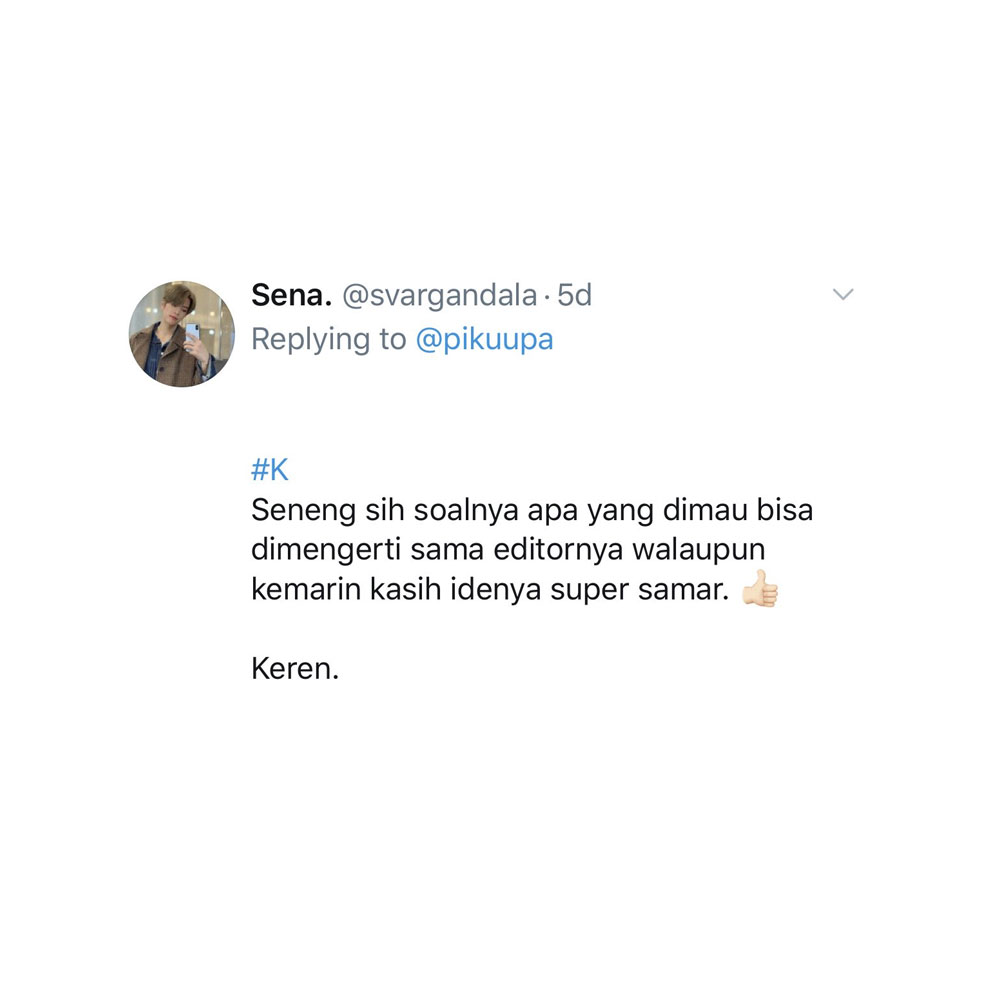 Sena. @svargandala · 5d
Replying to @pikuupa
#K
Seneng sih soalnya apa yang dimau bisa
dimengerti sama editornya walaupun
kemarin kasih idenya super samar. 👍🏻
Keren.